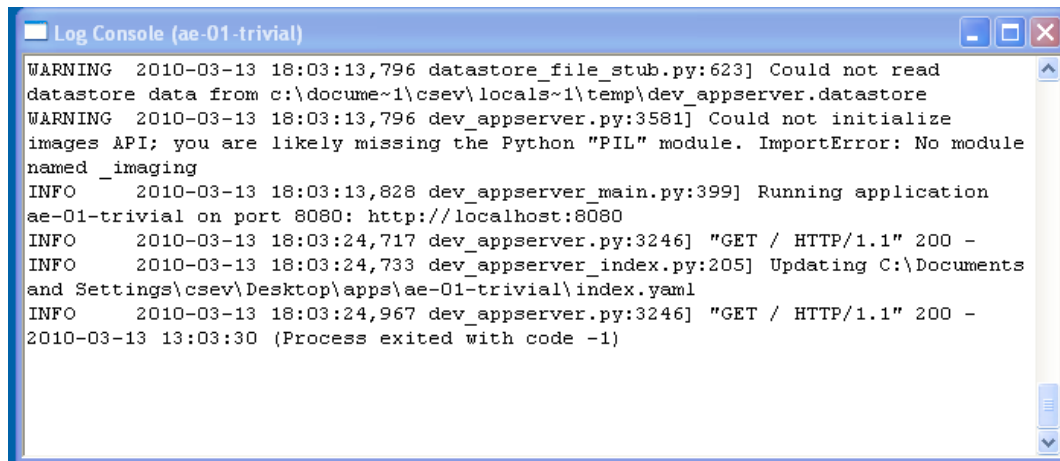 Log Console (ae-01-trivial)
WARNING  2010-03-13 18:03:13,796 datastore_file_stub.py:623] Could not read
datastore data from c:\docume~1\csev\locals~1\temp\dev_appserver.datastore
WARNING  2010-03-13 18:03:13,796 dev_appserver.py:3581] Could not initialize
images API; you are likely missing the Python "PIL" module. ImportError: No module
named _imaging
INFO     2010-03-13 18:03:13,828 dev_appserver_main.py:399] Running application
ae-01-trivial on port 8080: http://localhost:8080
INFO     2010-03-13 18:03:24,717 dev_appserver.py:3246] "GET / HTTP/1.1" 200 -
INFO     2010-03-13 18:03:24,733 dev_appserver_index.py:205] Updating C:\Documents
and Settings\csev\Desktop\apps\ae-01-trivial\index.yaml
INFO     2010-03-13 18:03:24,967 dev_appserver.py:3246] "GET / HTTP/1.1" 200 -
2010-03-13 13:03:30 (Process exited with code -1)